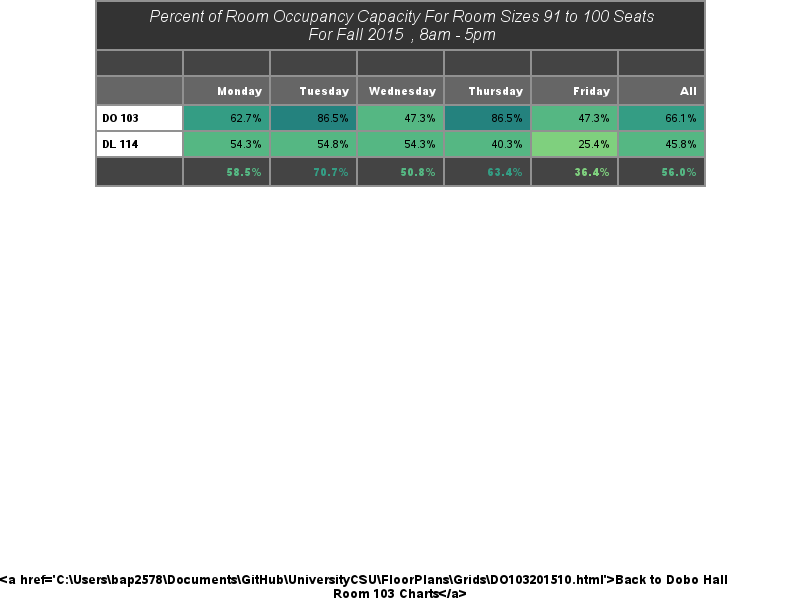 Percent of Room Occupancy Capacity For Room Sizes 91 to 100 Seats
For Fall 2015 , 8am - 5pm
Monday Tuesday Wednesday Thursday Friday All
DO 103 62.7% 86.5% 47.3% 86.5% 47.3% 66.1%
DL 114 54.3% 54.8% 54.3% 40.3% 25.4% 45.8%
58.5% 70.7% 50.8% 63.4% 36.4% 56.0%
<a href='C:\Users\bap2578\Documents\GitHub\UniversityCSU\FloorPlans\Grids\DO103201510.html'>Back to Dobo Hall
Room 103 Charts</a>